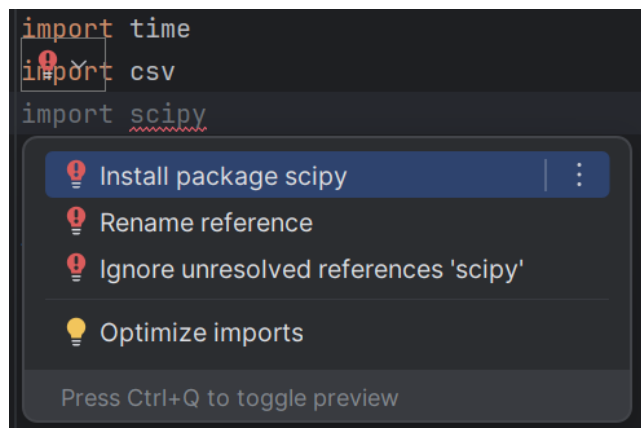 import time
import csv
import scipy
Install package scipy
Rename reference
Ignore unresolved references 'scipy'
Optimize imports
Press Ctrl+Q to toggle preview